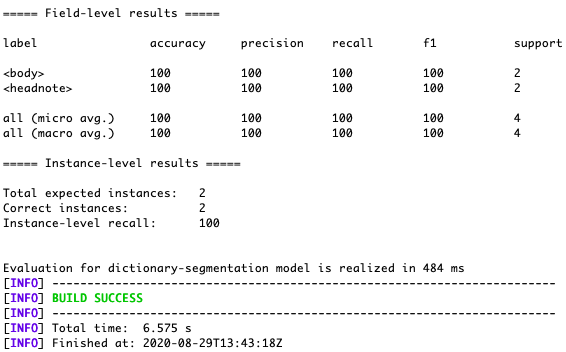 ===== Field-level results =====
label accuracy precision recall f1 support
<body> 100 100 100 100 2
<headnote> 100 100 100 100 2
all (micro avg.) 100 100 100 100 4
all (macro avg.) 100 100 100 100 4
===== Instance-level results =====
Total expected instances: 2
Correct instances: 2
Instance-level recall: 100
Evaluation for dictionary-segmentation model is realized in 484 ms
[INFO] ------------------------------------------------------------------------
[INFO] BUILD SUCCESS
[INFO] ------------------------------------------------------------------------
[INFO] Total time: 6.575 s
[INFO] Finished at: 2020-08-29T13:43:18Z